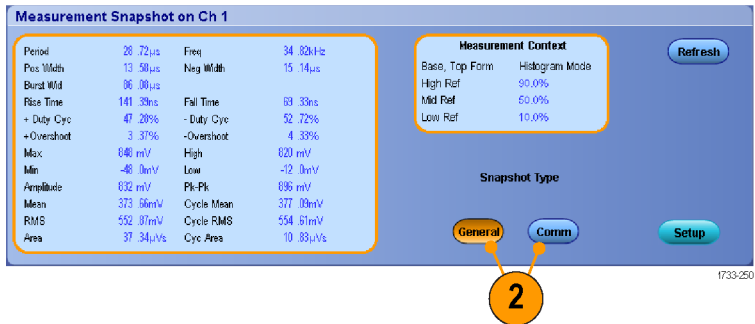 Measurement Snapshot on Ch 1
Period 28 .72µs Freq 34 .82kHz
Pos Width 13 .58µs Neg Width 15 .14µs
Burst Wid 86 .08µs
Rise Time 141 .39ns Fall Time 69 .33ns
+ Duty Cyc 47 .28% - Duty Cyc 52 .72%
+Overshoot 3 .37% -Overshoot 4 .33%
Max 848 mV High 820 mV
Min -48 .0mV Low -12 .0mV
Amplitude 832 mV Pk-Pk 896 mV
Mean 373 .66mV Cycle Mean 377 .09mV
RMS 552 .87mV Cycle RMS 554 .61mV
Area 37 .34µVs Cyc Area 10 .83µVs
Measurement Context
Base, Top Form Histogram Mode
High Ref 90.0%
Mid Ref 50.0%
Low Ref 10.0%
Refresh
Snapshot Type
General Comm Setup
2
1733-250